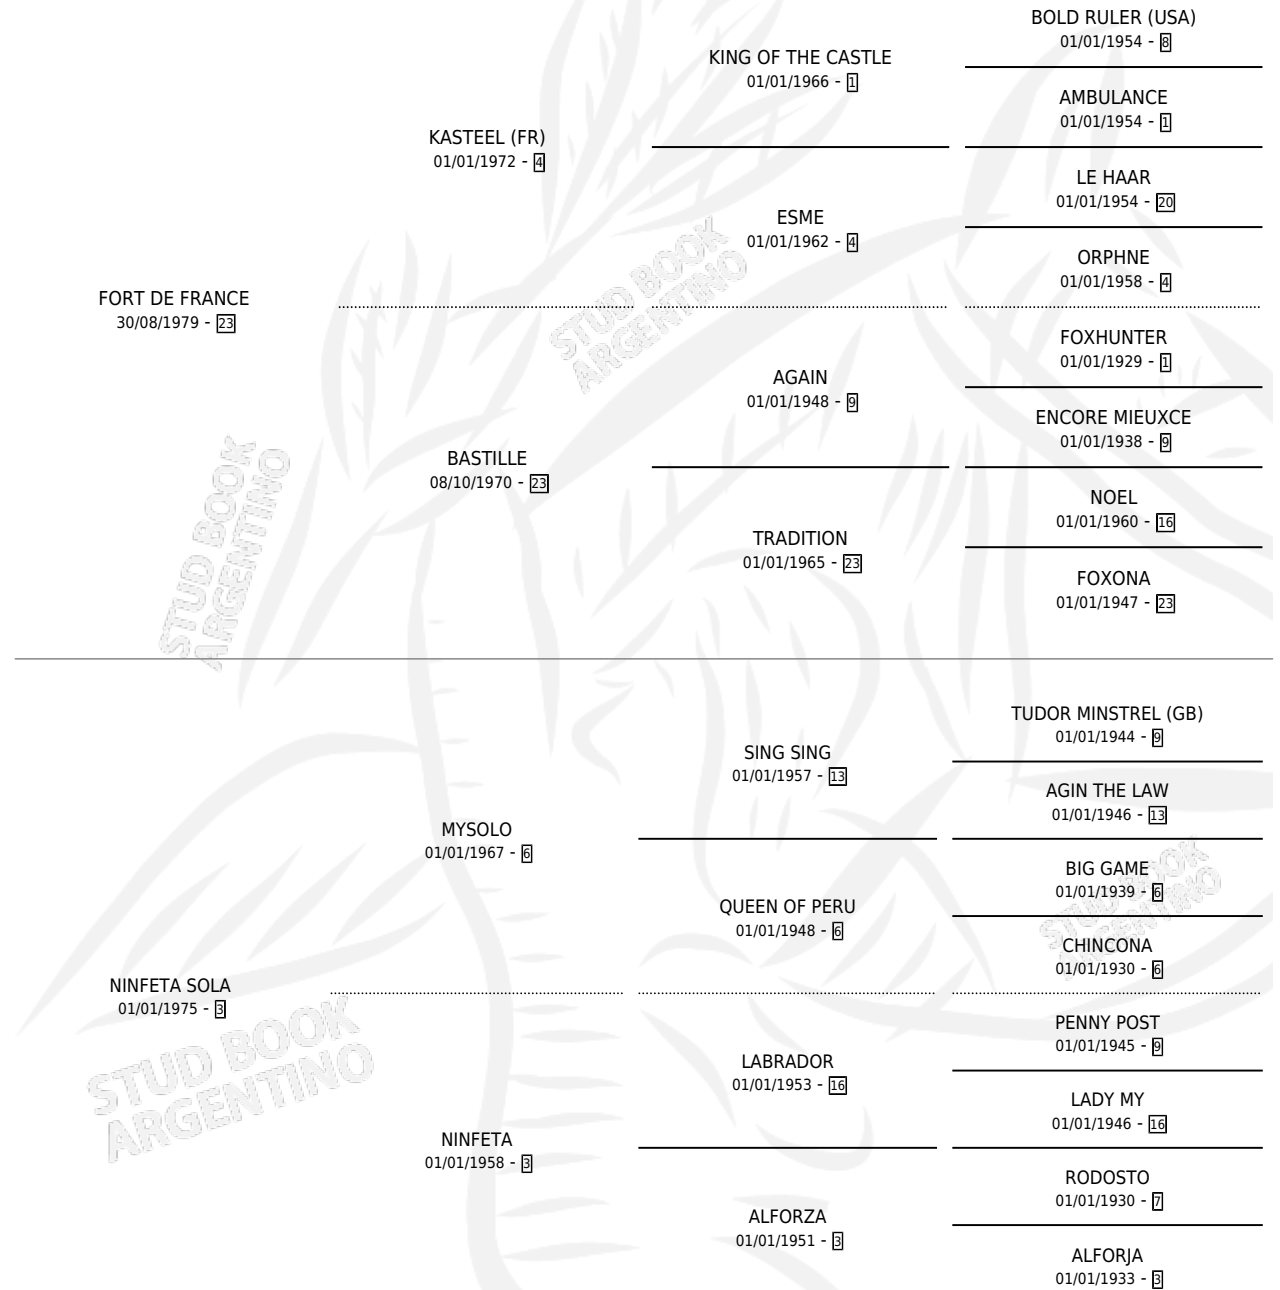 BOLD RULER (USA)
01/01/1954 - 8
KING OF THE CASTLE
01/01/1966 - 1
AMBULANCE
01/01/1954 - 1
KASTEEL (FR)
01/01/1972 - 4
LE HAAR
01/01/1954 - 20
ESME
01/01/1962 - 4
ORPHNE
01/01/1958 - 4
FORT DE FRANCE
30/08/1979 - 23
FOXHUNTER
01/01/1929 - 1
AGAIN
01/01/1948 - 9
ENCORE MIEUXCE
01/01/1938 - 9
BASTILLE
08/10/1970 - 23
NOEL
01/01/1960 - 16
TRADITION
01/01/1965 - 23
FOXONA
01/01/1947 - 23
TUDOR MINSTREL (GB)
01/01/1944 - 9
SING SING
01/01/1957 - 13
AGIN THE LAW
01/01/1946 - 13
MYSOLO
01/01/1967 - 6
BIG GAME
01/01/1939 - 6
QUEEN OF PERU
01/01/1948 - 6
CHINCONA
01/01/1930 - 6
NINFETA SOLA
01/01/1975 - 3
PENNY POST
01/01/1945 - 9
LABRADOR
01/01/1953 - 16
LADY MY
01/01/1946 - 16
NINFETA
01/01/1958 - 3
RODOSTO
01/01/1930 - 7
ALFORZA
01/01/1951 - 3
ALFORJA
01/01/1933 - 3
STUD BOOK
ARGENTINO
STUD BOOK
ARGENTINO
STUD BOOK
ARGENTINO
STUD BOOK
ARGENTINO